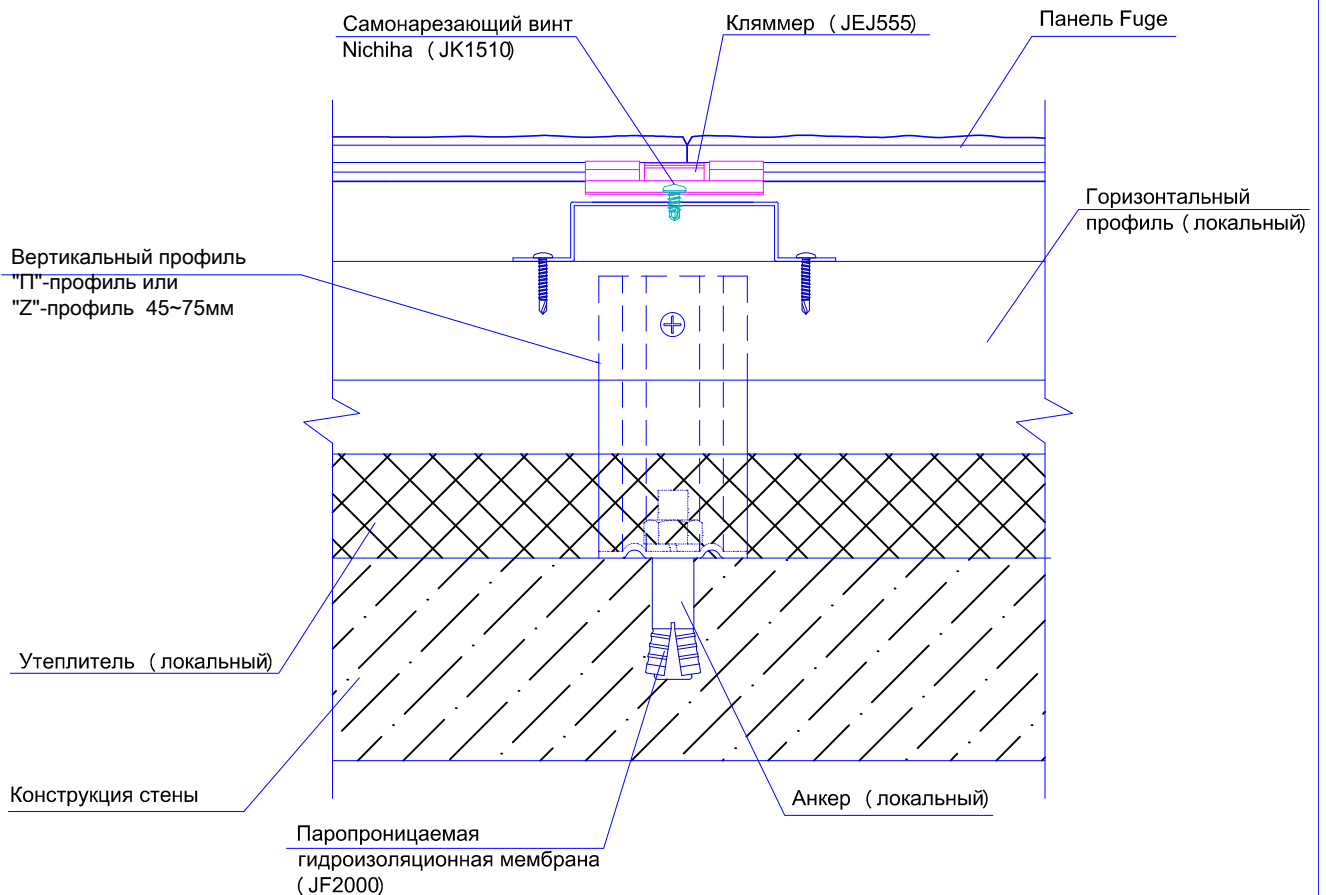 Самонарезающий винт
Nichiha (JK1510)
Кляммер (JEJ555)
Панель Fuge
Горизонтальный
профиль (локальный)
Вертикальный профиль
"П"-профиль или
"Z"-профиль 45~75мм
Утеплитель (локальный)
Конструкция стены
Анкер (локальный)
Паропроницаемая
гидроизоляционная мембрана
(JF2000)